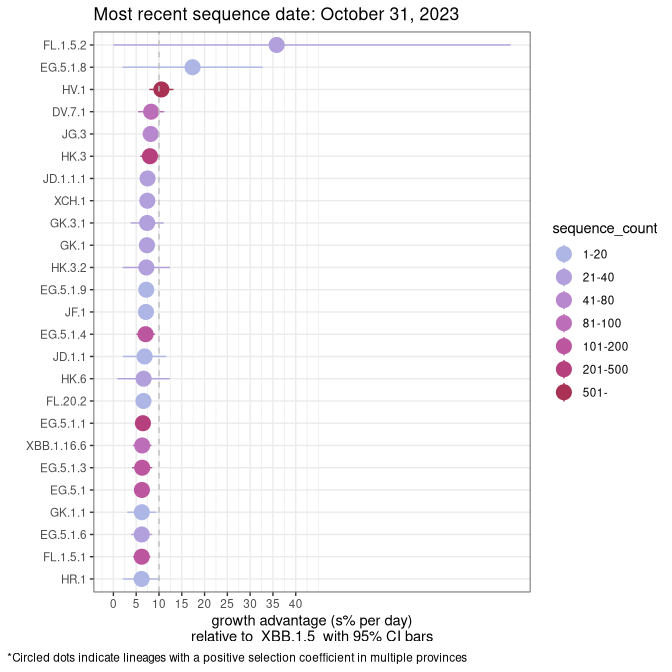 Most recent sequence date: October 31, 2023
FL.1.5.2
EG.5.1.8
HV.1
DV.7.1
JG.3
HK.3
JD.1.1.1
XCH.1
GK.3.1
GK.1
HK.3.2
EG.5.1.9
JF.1
EG.5.1.4
JD.1.1
HK.6
FL.20.2
EG.5.1.1
XBB.1.16.6
EG.5.1.3
EG.5.1
GK.1.1
EG.5.1.6
FL.1.5.1
HR.1
0 5 10 15 20 25 30 35 40
growth advantage (s% per day)
relative to XBB.1.5 with 95% CI bars
sequence_count
1-20
21-40
41-80
81-100
101-200
201-500
501-
*Circled dots indicate lineages with a positive selection coefficient in multiple provinces